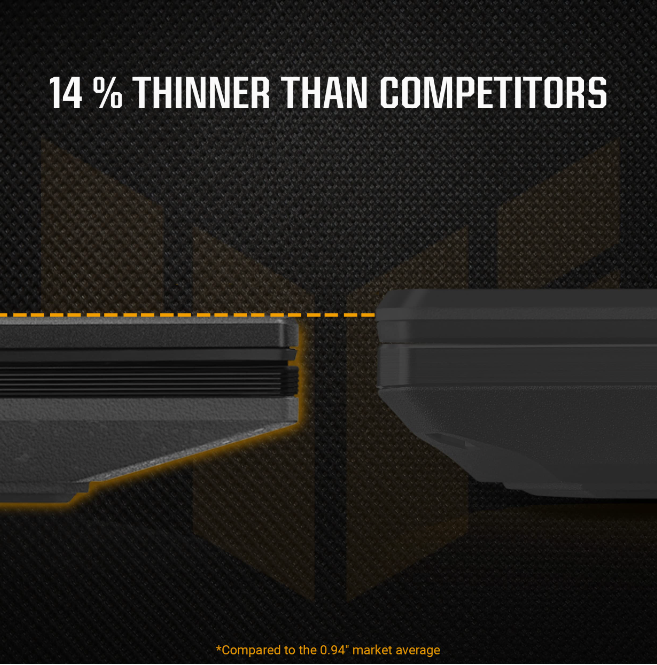 14 % THINNER THAN COMPETITORS
*Compared to the 0.94" market average